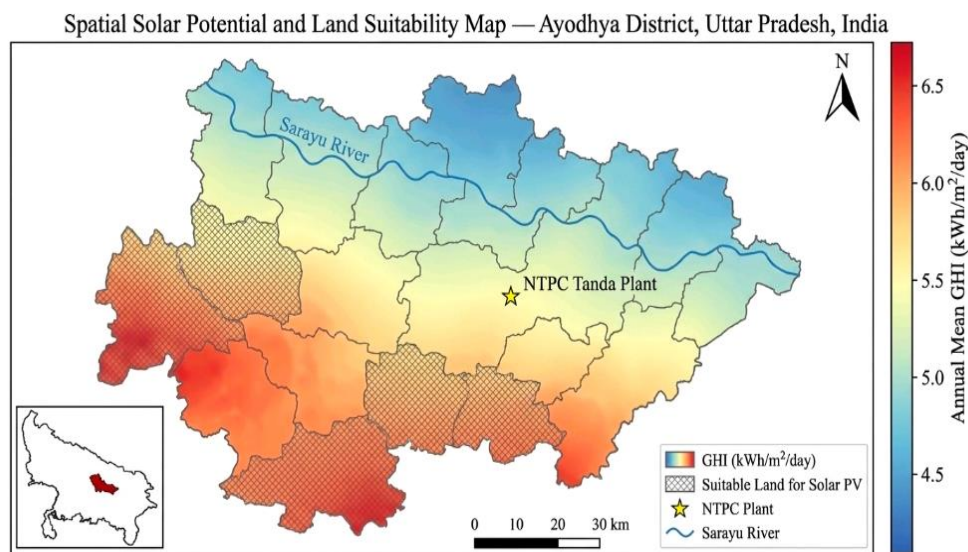 Spatial Solar Potential and Land Suitability Map — Ayodhya District, Uttar Pradesh, India
N
Sarayu River
NTPC Tanda Plant
GHI (kWh/m²/day)
Suitable Land for Solar PV
NTPC Plant
Sarayu River
0 10 20 30 km
6.5
6.0
5.5
5.0
4.5
Annual Mean GHI (kWh/m²/day)